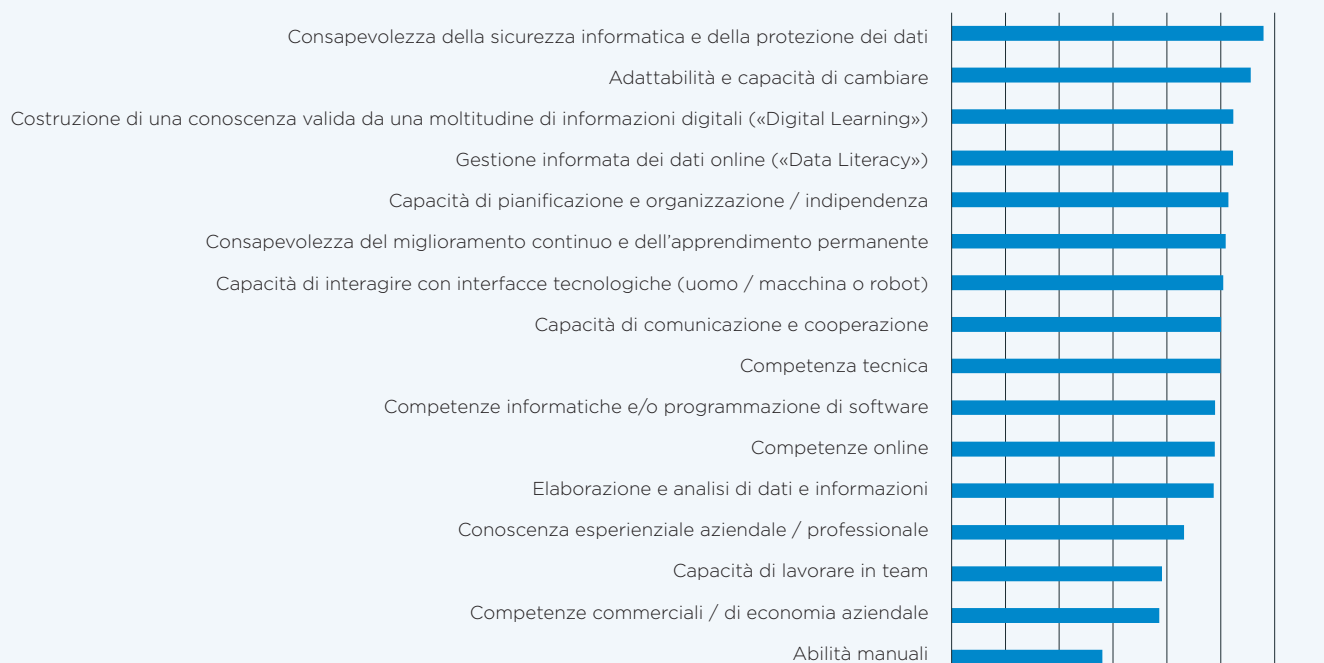 Consapevolezza della sicurezza informatica e della protezione dei dati
Adattabilità e capacità di cambiare
Costruzione di una conoscenza valida da una moltitudine di informazioni digitali («Digital Learning»)
Gestione informata dei dati online («Data Literacy»)
Capacità di pianificazione e organizzazione / indipendenza
Consapevolezza del miglioramento continuo e dell’apprendimento permanente
Capacità di interagire con interfacce tecnologiche (uomo / macchina o robot)
Capacità di comunicazione e cooperazione
Competenza tecnica
Competenze informatiche e/o programmazione di software
Competenze online
Elaborazione e analisi di dati e informazioni
Conoscenza esperienziale aziendale / professionale
Capacità di lavorare in team
Competenze commerciali / di economia aziendale
Abilità manuali